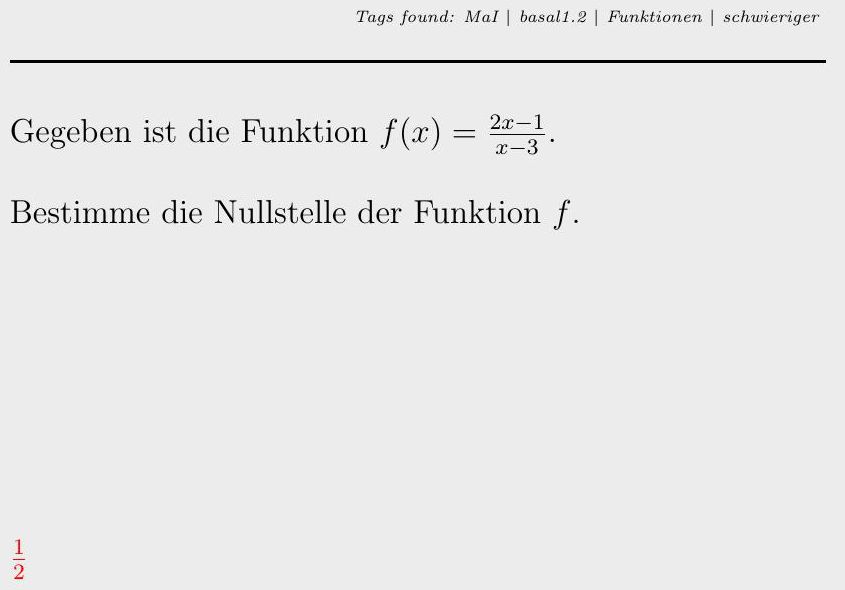 Tags found: MaI | basal1.2 | Funktionen | schwieriger
Gegeben ist die Funktion $f(x) = \frac{2x-1}{x-3}$.
Bestimme die Nullstelle der Funktion $f$.
$\frac{1}{2}$